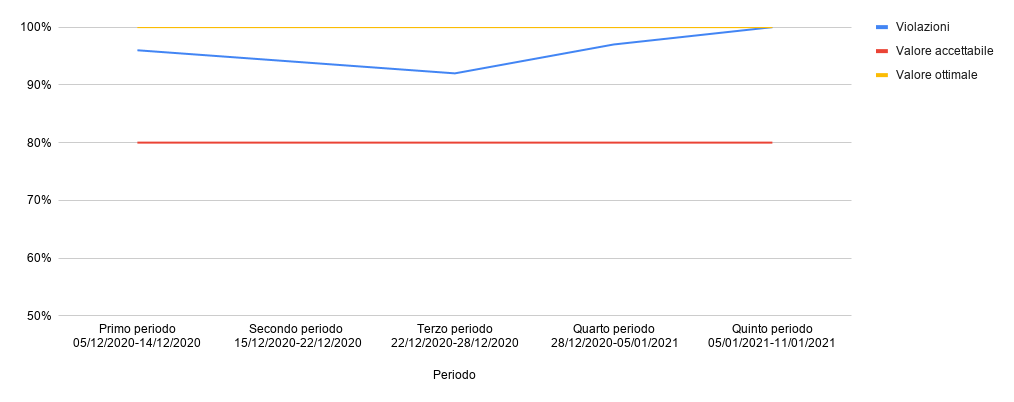 100%
90%
80%
70%
60%
50%
Primo periodo
05/12/2020-14/12/2020
Secondo periodo
15/12/2020-22/12/2020
Terzo periodo
22/12/2020-28/12/2020
Quarto periodo
28/12/2020-05/01/2021
Quinto periodo
05/01/2021-11/01/2021
Periodo
Violazioni
Valore accettabile
Valore ottimale